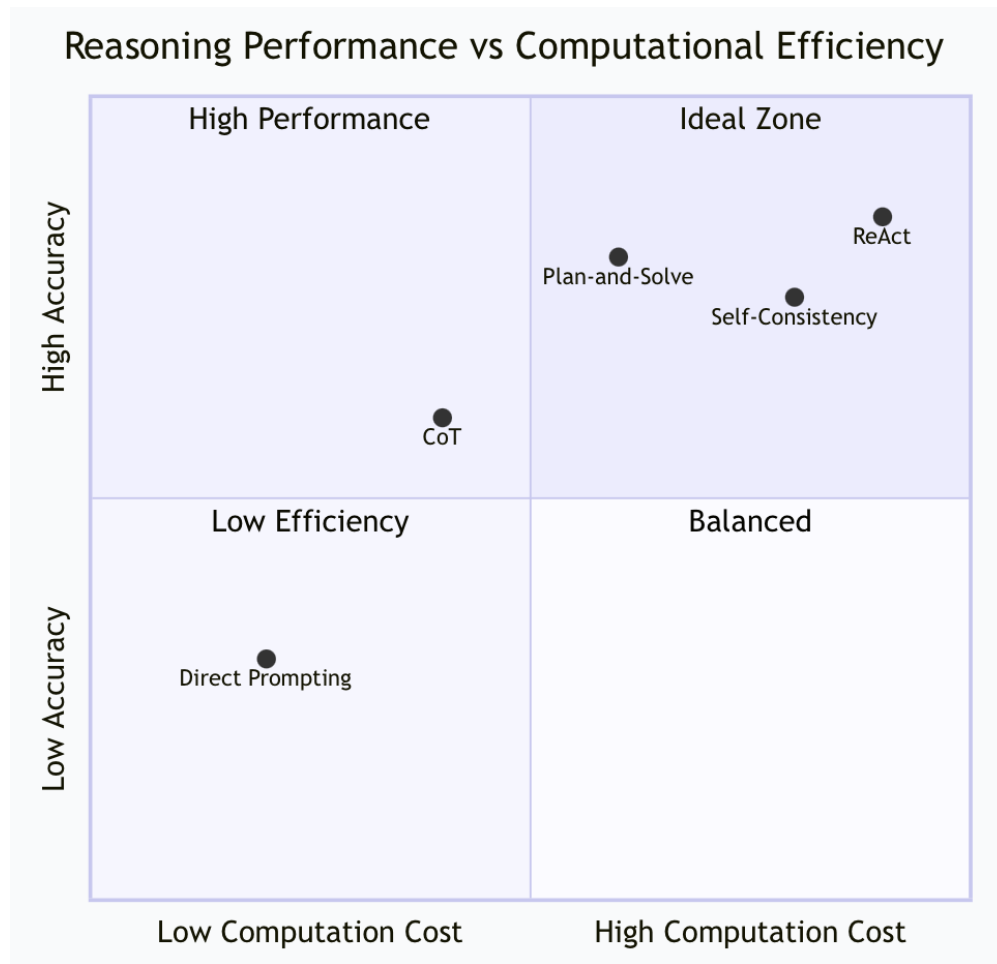 Reasoning Performance vs Computational Efficiency
High Performance
Ideal Zone
High Accuracy
ReAct
Plan-and-Solve
Self-Consistency
CoT
Low Efficiency
Balanced
Low Accuracy
Direct Prompting
Low Computation Cost
High Computation Cost